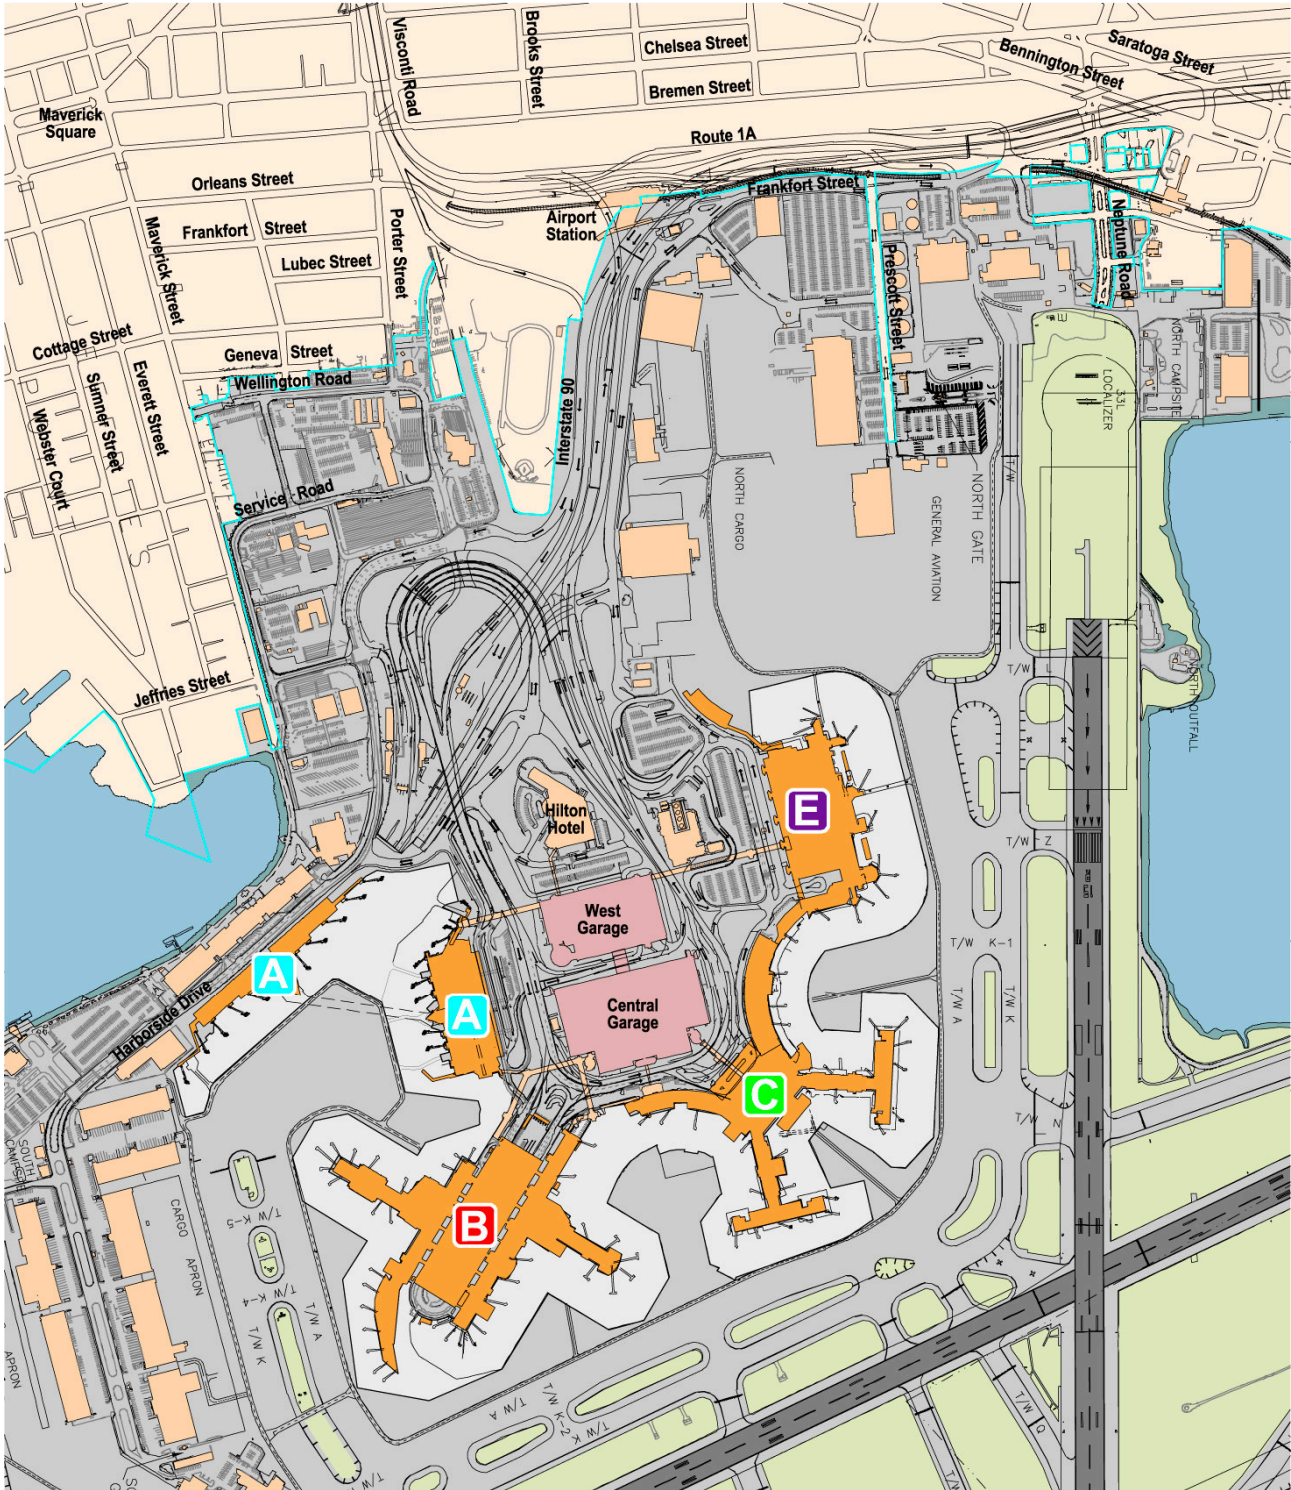 Visconti Road
Brooks Street
Chelsea Street
Bremen Street
Saratoga Street
Bennington Street
Maverick
Square
Route 1A
Orleans Street
Frankfort Street
Airport
Station
Frankfort Street
Lubec Street
Maverick Street
Porter Street
Prescott Street
Neptune Road
Cottage Street
Geneva Street
Wellington Road
Everett Street
Sumner Street
Webster Court
Interstate 90
Service Road
33L
LOCALIZER
NORTH CAMPSITE
T/W
NORTH CARGO
GENERAL AVIATION
NORTH GATE
Jeffries Street
T/W L
NORTH OUTFALL
Hilton
Hotel
E
T/W Z
West
Garage
T/W K-1
A
Harborside Drive
A
Central
Garage
T/W A
T/W K
C
T/W N
SOUTH
B
T/W K-5
CARGO APRON
T/W K-4
T/W A
T/W K
APRON
T/W A
T/W K-2
T/W K
T/W Q
T/W
T/W